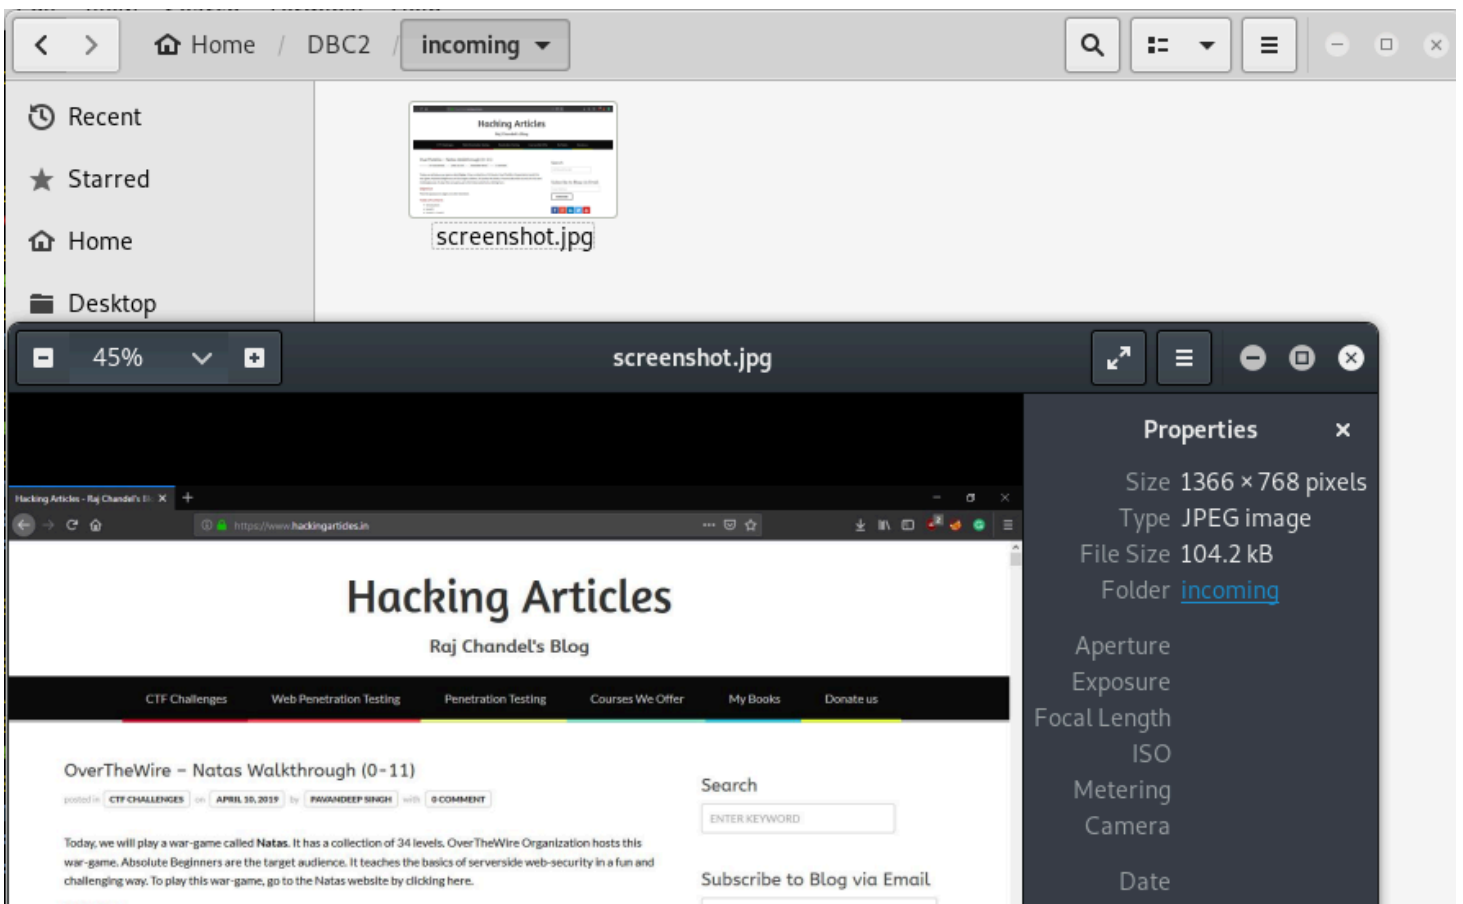 Home / DBC2 / incoming
Recent
Starred
Home
Desktop
Hacking Articles
Raj Chandel's Blog
screenshot.jpg
45%
screenshot.jpg
Properties
Size 1366 × 768 pixels
Type JPEG image
File Size 104.2 kB
Folder incoming
Aperture
Exposure
Focal Length
ISO
Metering
Camera
Date
Hacking Articles - Raj Chandel's
https://www.hackingarticles.in
Hacking Articles
Raj Chandel's Blog
CTF Challenges Web Penetration Testing Penetration Testing Courses We Offer My Books Donate us
OverTheWire – Natas Walkthrough (0-11)
posted in CTF CHALLENGES on APRIL 10, 2019 by PAVANDEEP SINGH with 0 COMMENT
Today, we will play a war-game called Natas. It has a collection of 34 levels. OverTheWire Organization hosts this
war-game. Absolute Beginners are the target audience. It teaches the basics of serverside web-security in a fun and
challenging way. To play this war-game, go to the Natas website by clicking here.
Search
ENTER KEYWORD
Subscribe to Blog via Email